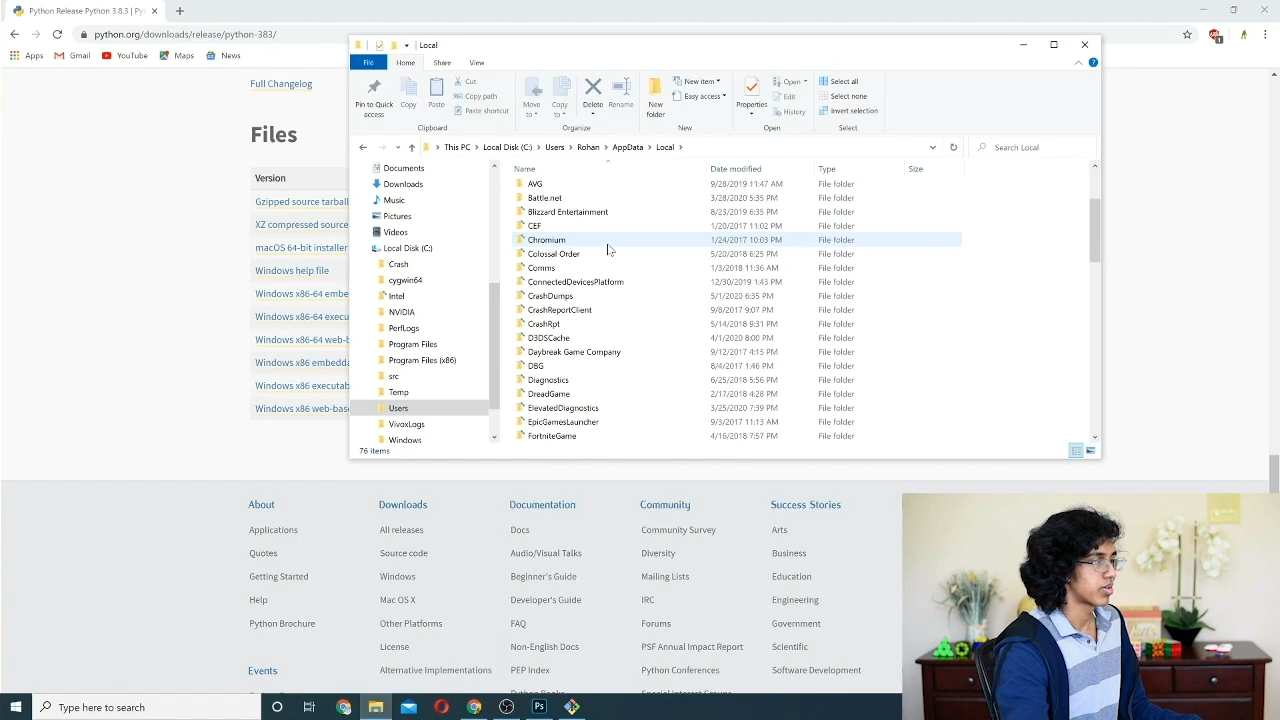 Python Release Python 3.8.3 | Py
python.org/downloads/release/python-383/
Apps Gmail YouTube Maps News
Full Changelog
Files
Version
Gzipped source tarball
XZ compressed source
macOS 64-bit installer
Windows help file
Windows x86-64 embe
Windows x86-64 execu
Windows x86-64 web-b
Windows x86 embedda
Windows x86 executab
Windows x86 web-base
Local
File Home Share View
Pin to Quick access
Copy
Paste
Cut
Copy path
Paste shortcut
Clipboard
Move to
Copy to
Delete
Rename
Organize
New folder
New item
Easy access
New
Properties
Open
Edit
History
Open
Select all
Select none
Invert selection
Select
This PC > Local Disk (C:) > Users > Rohan > AppData > Local >
Search Local
Documents
Downloads
Music
Pictures
Videos
Local Disk (C:)
Crash
cygwin64
Intel
NVIDIA
PerfLogs
Program Files
Program Files (x86)
src
Temp
Users
VivoxLogs
Windows
Name Date modified Type Size
AVG 9/28/2019 11:47 AM File folder
Battle.net 3/28/2020 5:35 PM File folder
Blizzard Entertainment 8/23/2019 6:35 PM File folder
CEF 1/20/2017 11:02 PM File folder
Chromium 1/24/2017 10:03 PM File folder
Colossal Order 5/20/2018 6:25 PM File folder
Comms 1/3/2018 11:36 AM File folder
ConnectedDevicesPlatform 12/30/2019 1:43 PM File folder
CrashDumps 5/1/2020 6:35 PM File folder
CrashReportClient 9/8/2017 9:07 PM File folder
CrashRpt 5/14/2018 9:31 PM File folder
D3DSCache 4/1/2020 8:00 PM File folder
Daybreak Game Company 9/12/2017 4:15 PM File folder
DBG 8/4/2017 1:46 PM File folder
Diagnostics 6/25/2018 5:56 PM File folder
DreadGame 2/17/2018 4:28 PM File folder
ElevatedDiagnostics 3/25/2020 7:39 PM File folder
EpicGamesLauncher 9/3/2017 11:13 AM File folder
FortniteGame 4/16/2018 7:57 PM File folder
76 items
About Downloads Documentation Community Success Stories
Applications All releases Docs Community Survey Arts
Quotes Source code Audio/Visual Talks Diversity Business
Getting Started Windows Beginner's Guide Mailing Lists Education
Help Mac OS X Developer's Guide IRC Engineering
Python Brochure Other Platforms FAQ Forums Government
License Non-English Docs PSF Annual Impact Report Scientific
Events Alternative Implementations PEP Index Python Conferences Software Development
Type here to search
Ps